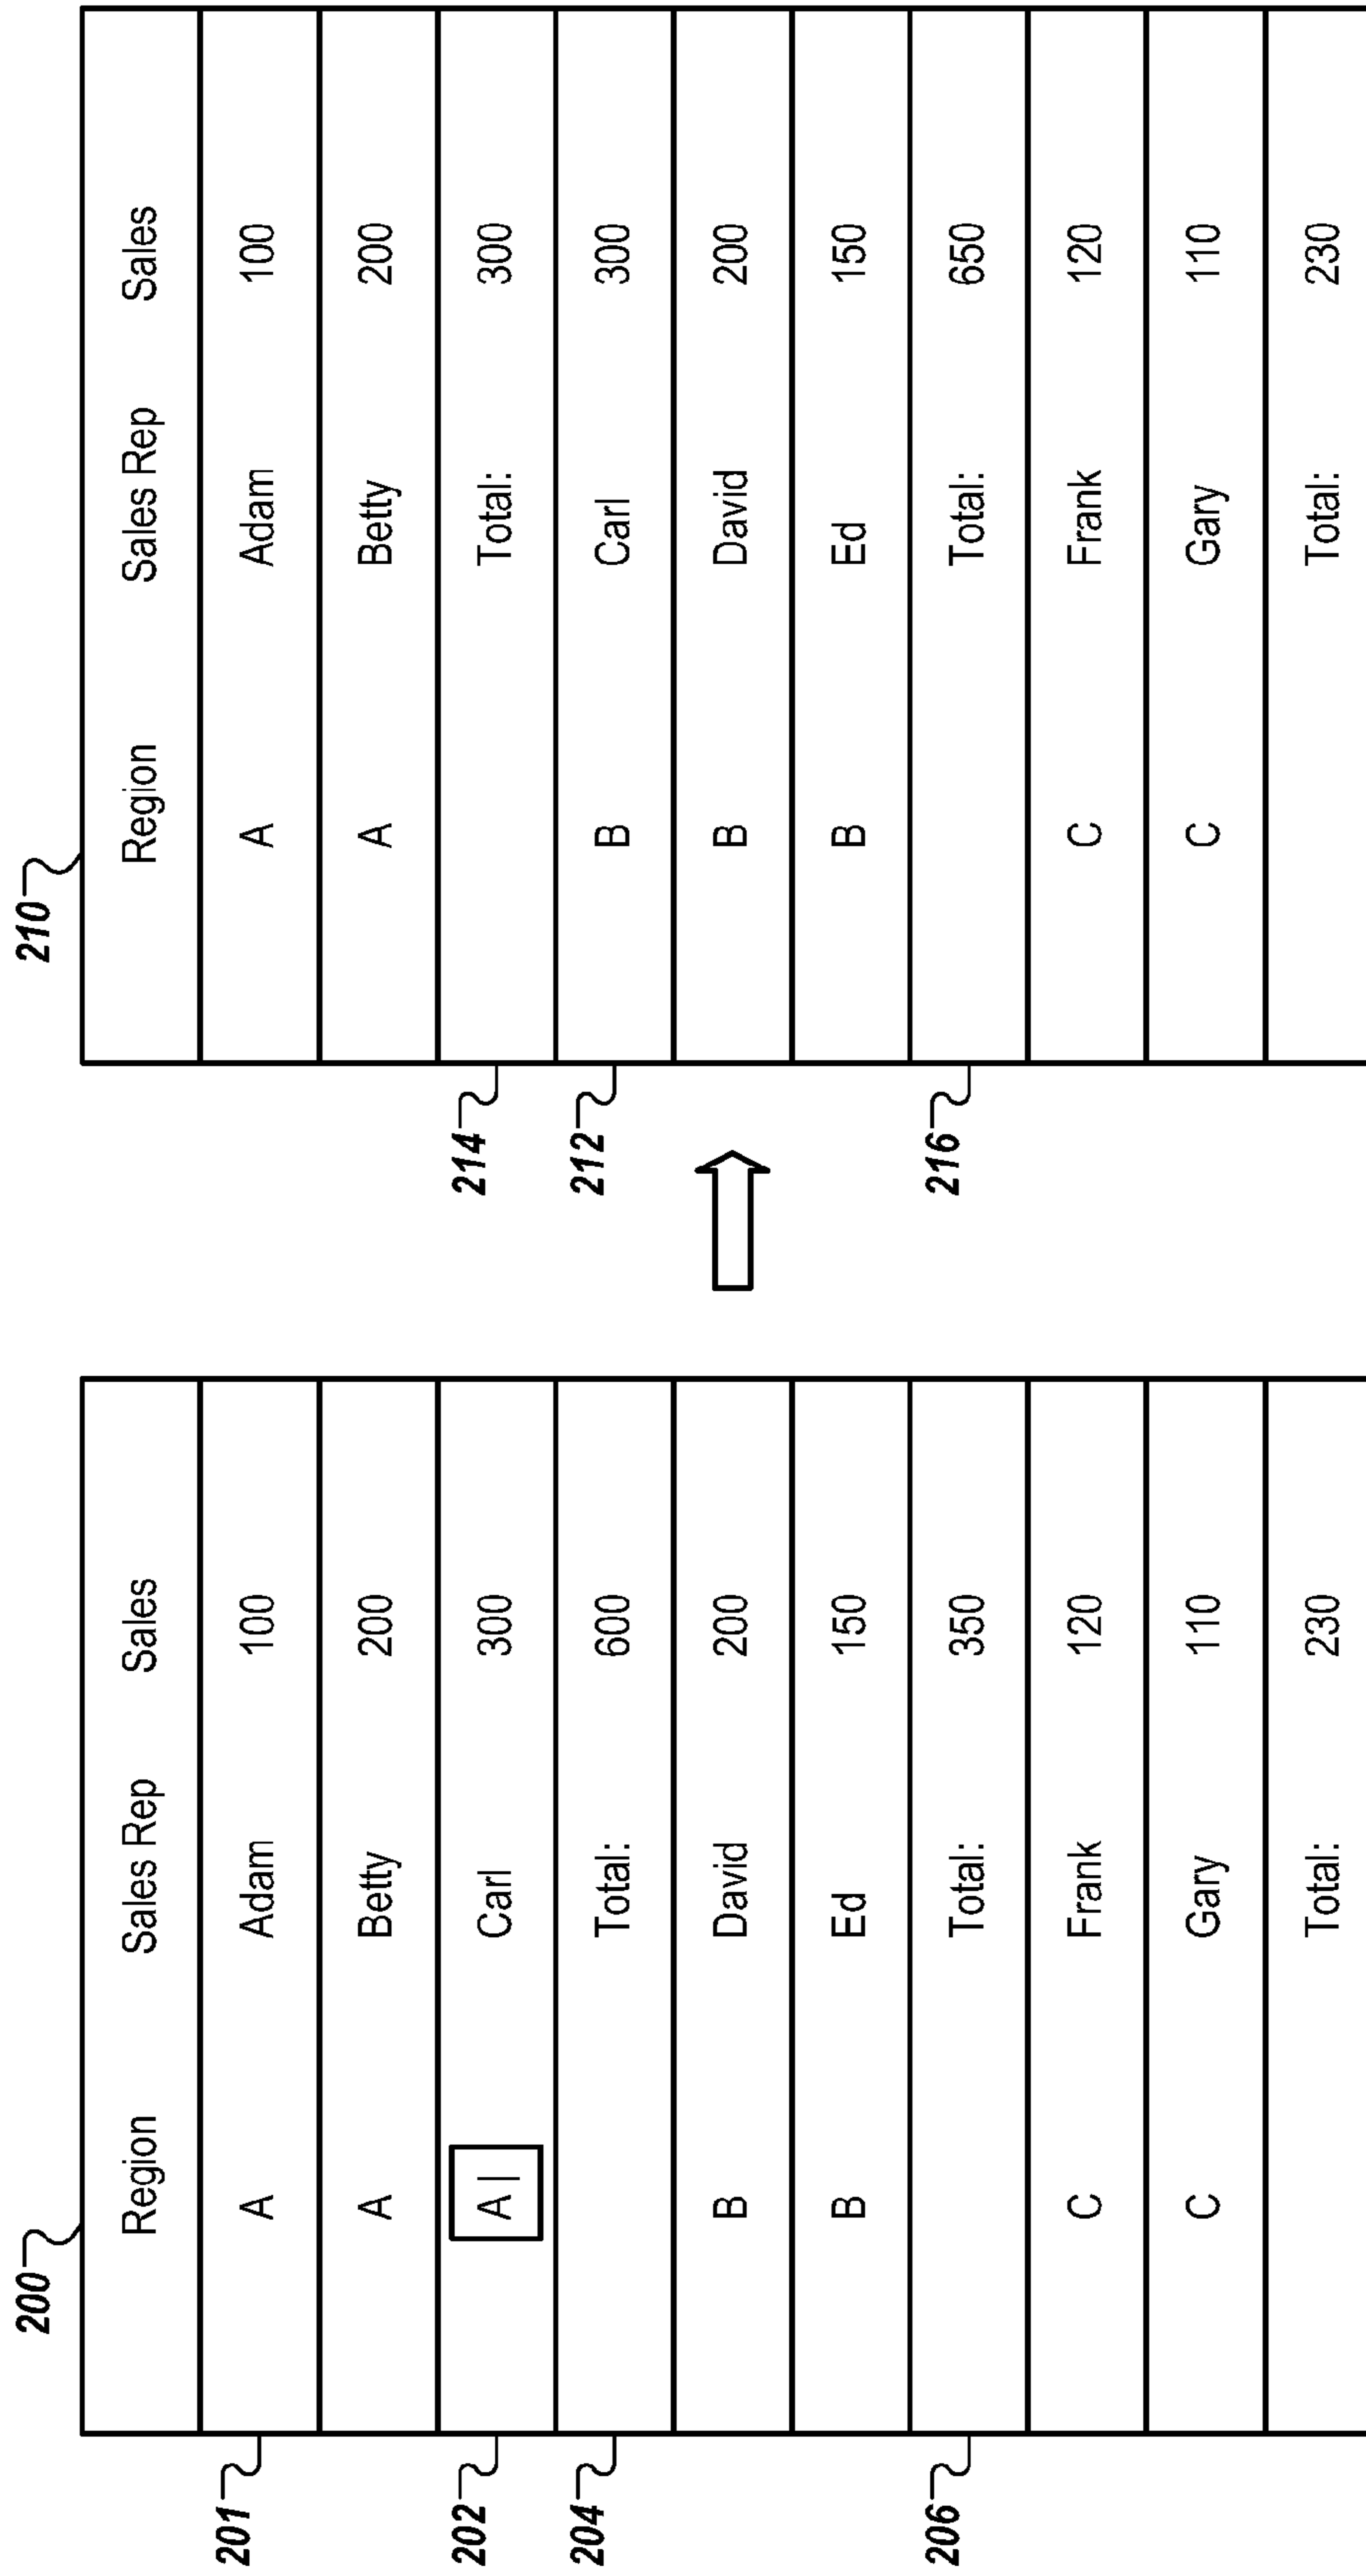 200
Region Sales Rep Sales
201 A Adam 100
A Betty 200
202 A| Carl 300
204 Total: 600
B David 200
B Ed 150
206 Total: 350
C Frank 120
C Gary 110
Total: 230
210
Region Sales Rep Sales
A Adam 100
A Betty 200
214 Total: 300
212 B Carl 300
B David 200
B Ed 150
216 Total: 650
C Frank 120
C Gary 110
Total: 230